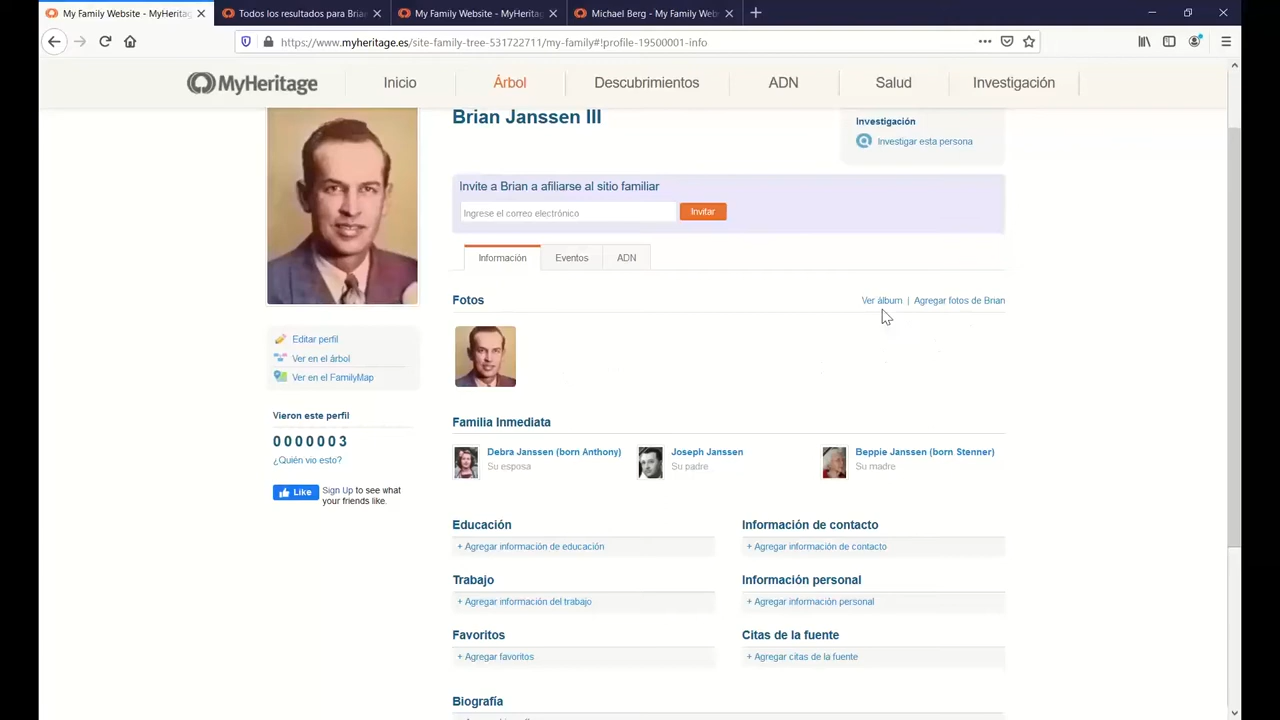 My Family Website - MyHeritag
Todos los resultados para Brian
My Family Website - MyHeritag
Michael Berg - My Family Web
https://www.myheritage.es/site-family-tree-531722711/my-family#!profile-19500001-info
MyHeritage
Inicio
Árbol
Descubrimientos
ADN
Salud
Investigación
Brian Janssen III
Investigación
Investigar esta persona
Invite a Brian a afiliarse al sitio familiar
Ingrese el correo electrónico
Invitar
Información
Eventos
ADN
Fotos
Ver álbum | Agregar fotos de Brian
Editar perfil
Ver en el árbol
Ver en el FamilyMap
Vieron este perfil
0000003
¿Quién vio esto?
Like
Sign Up to see what
your friends like.
Familia Inmediata
Debra Janssen (born Anthony)
Su esposa
Joseph Janssen
Su padre
Beppie Janssen (born Stenner)
Su madre
Educación
+ Agregar información de educación
Información de contacto
+ Agregar información de contacto
Trabajo
+ Agregar información del trabajo
Información personal
+ Agregar información personal
Favoritos
+ Agregar favoritos
Citas de la fuente
+ Agregar citas de la fuente
Biografía